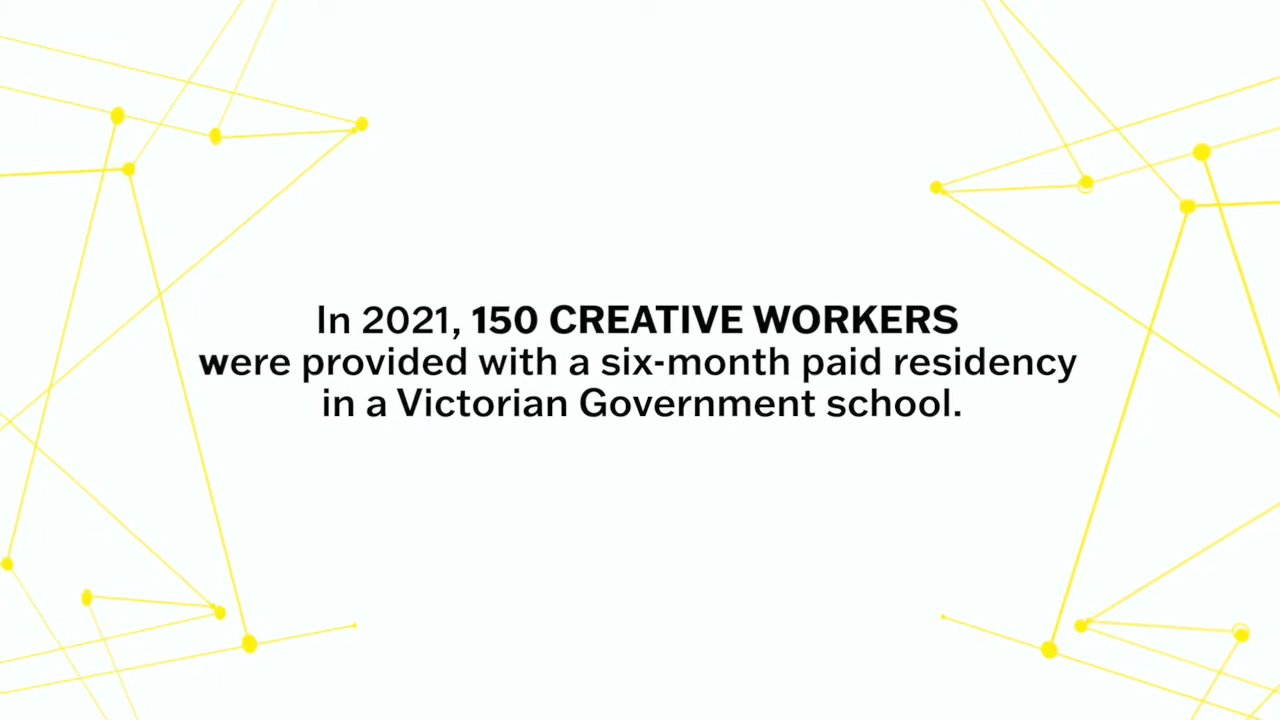 In 2021, 150 CREATIVE WORKERS
were provided with a six-month paid residency
in a Victorian Government school.